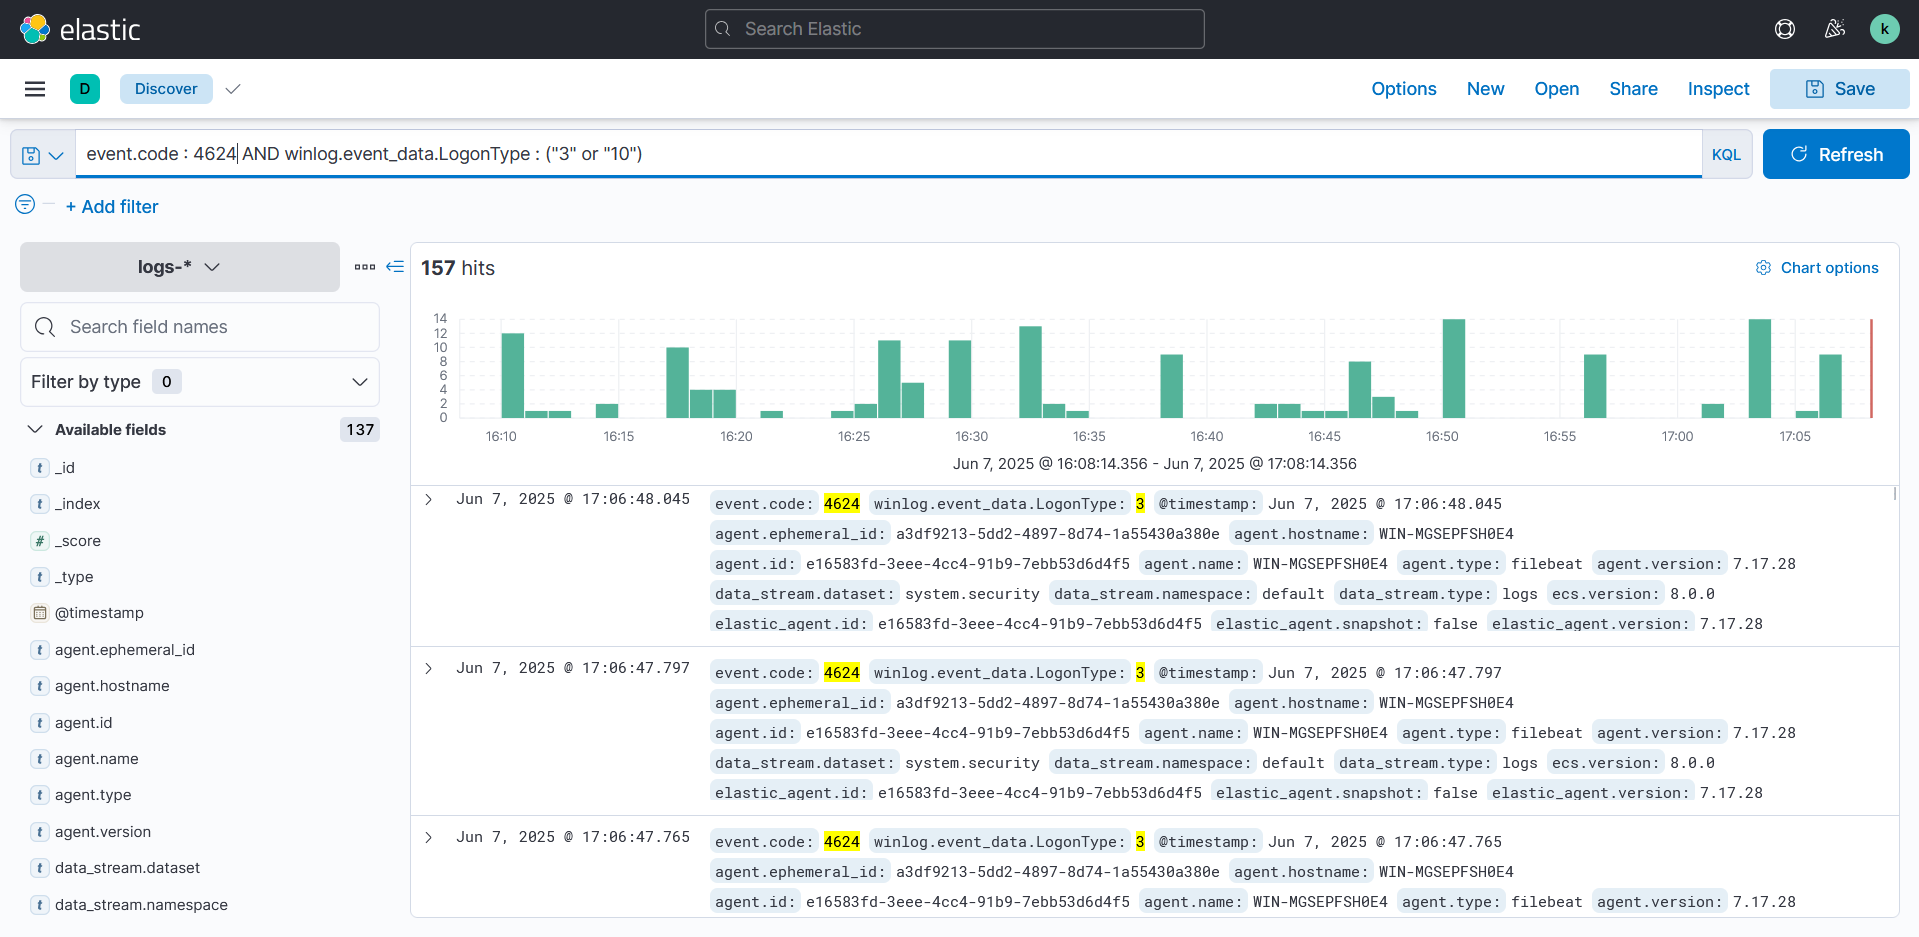 elastic
Search Elastic
k
D
Discover
Options
New
Open
Share
Inspect
Save
event.code : 4624 AND winlog.event_data.LogonType : ("3" or "10")
KQL
Refresh
+ Add filter
logs-*
Search field names
Filter by type 0
Available fields 137
t _id
t _index
# _score
t _type
@timestamp
t agent.ephemeral_id
t agent.hostname
t agent.id
t agent.name
t agent.type
t agent.version
t data_stream.dataset
t data_stream.namespace
157 hits
Chart options
14
12
10
8
6
4
2
0
16:10 16:15 16:20 16:25 16:30 16:35 16:40 16:45 16:50 16:55 17:00 17:05
Jun 7, 2025 @ 16:08:14.356 - Jun 7, 2025 @ 17:08:14.356
Jun 7, 2025 @ 17:06:48.045 event.code: 4624 winlog.event_data.LogonType: 3 @timestamp: Jun 7, 2025 @ 17:06:48.045
agent.ephemeral_id: a3df9213-5dd2-4897-8d74-1a55430a380e agent.hostname: WIN-MGSEPFSH0E4
agent.id: e16583fd-3eee-4cc4-91b9-7ebb53d6d4f5 agent.name: WIN-MGSEPFSH0E4 agent.type: filebeat agent.version: 7.17.28
data_stream.dataset: system.security data_stream.namespace: default data_stream.type: logs ecs.version: 8.0.0
elastic_agent.id: e16583fd-3eee-4cc4-91b9-7ebb53d6d4f5 elastic_agent.snapshot: false elastic_agent.version: 7.17.28
Jun 7, 2025 @ 17:06:47.797 event.code: 4624 winlog.event_data.LogonType: 3 @timestamp: Jun 7, 2025 @ 17:06:47.797
agent.ephemeral_id: a3df9213-5dd2-4897-8d74-1a55430a380e agent.hostname: WIN-MGSEPFSH0E4
agent.id: e16583fd-3eee-4cc4-91b9-7ebb53d6d4f5 agent.name: WIN-MGSEPFSH0E4 agent.type: filebeat agent.version: 7.17.28
data_stream.dataset: system.security data_stream.namespace: default data_stream.type: logs ecs.version: 8.0.0
elastic_agent.id: e16583fd-3eee-4cc4-91b9-7ebb53d6d4f5 elastic_agent.snapshot: false elastic_agent.version: 7.17.28
Jun 7, 2025 @ 17:06:47.765 event.code: 4624 winlog.event_data.LogonType: 3 @timestamp: Jun 7, 2025 @ 17:06:47.765
agent.ephemeral_id: a3df9213-5dd2-4897-8d74-1a55430a380e agent.hostname: WIN-MGSEPFSH0E4
agent.id: e16583fd-3eee-4cc4-91b9-7ebb53d6d4f5 agent.name: WIN-MGSEPFSH0E4 agent.type: filebeat agent.version: 7.17.28